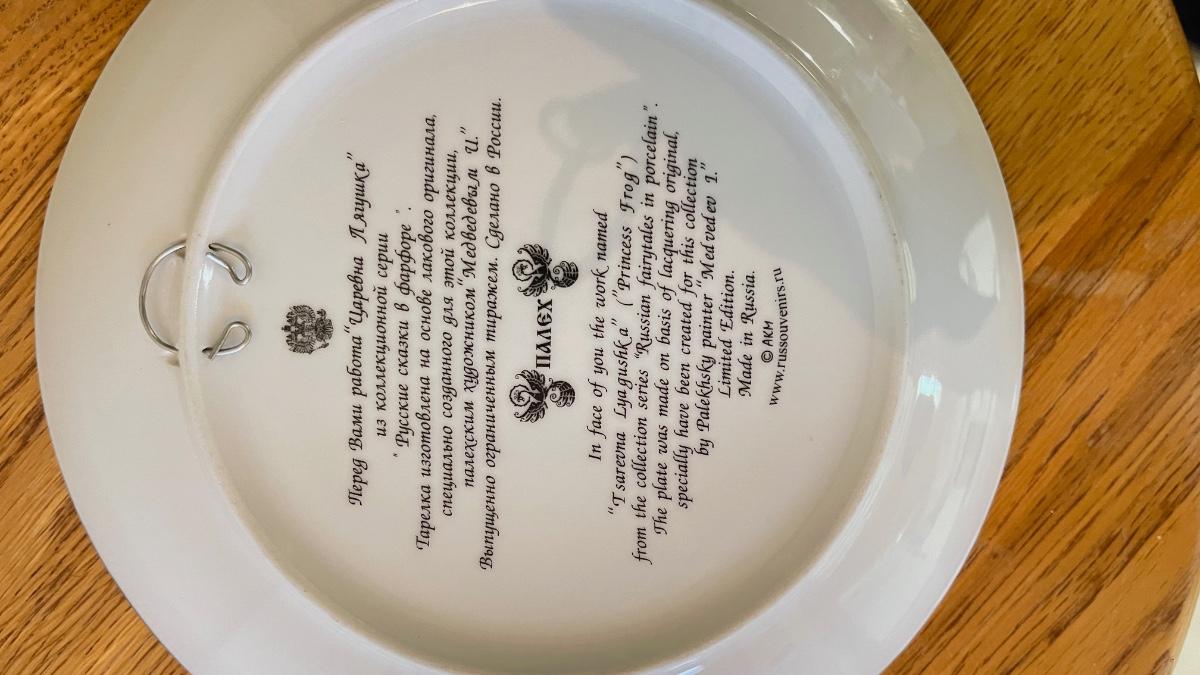 Перед Вами работа "Царевна Лягушка"
из коллекционной серии
"Русские сказки в фарфоре".
Тарелка изготовлена на основе лакового оригинала,
специально созданного для этой коллекции,
палехским художником "Медведевым И."
Выпущенно ограниченным тиражем. Сделано в России.
ПАЛЕХ
In face of you the work named
"Tsarevna Lyagushka" ("Princess Frog")
from the collection series "Russian fairytales in porcelain".
The plate was made on basis of lacquering original,
specially have been created for this collection
by Palekhsky painter "Medvedev I."
Limited Edition.
Made in Russia.
© АКМ
www.russouvenirs.ru